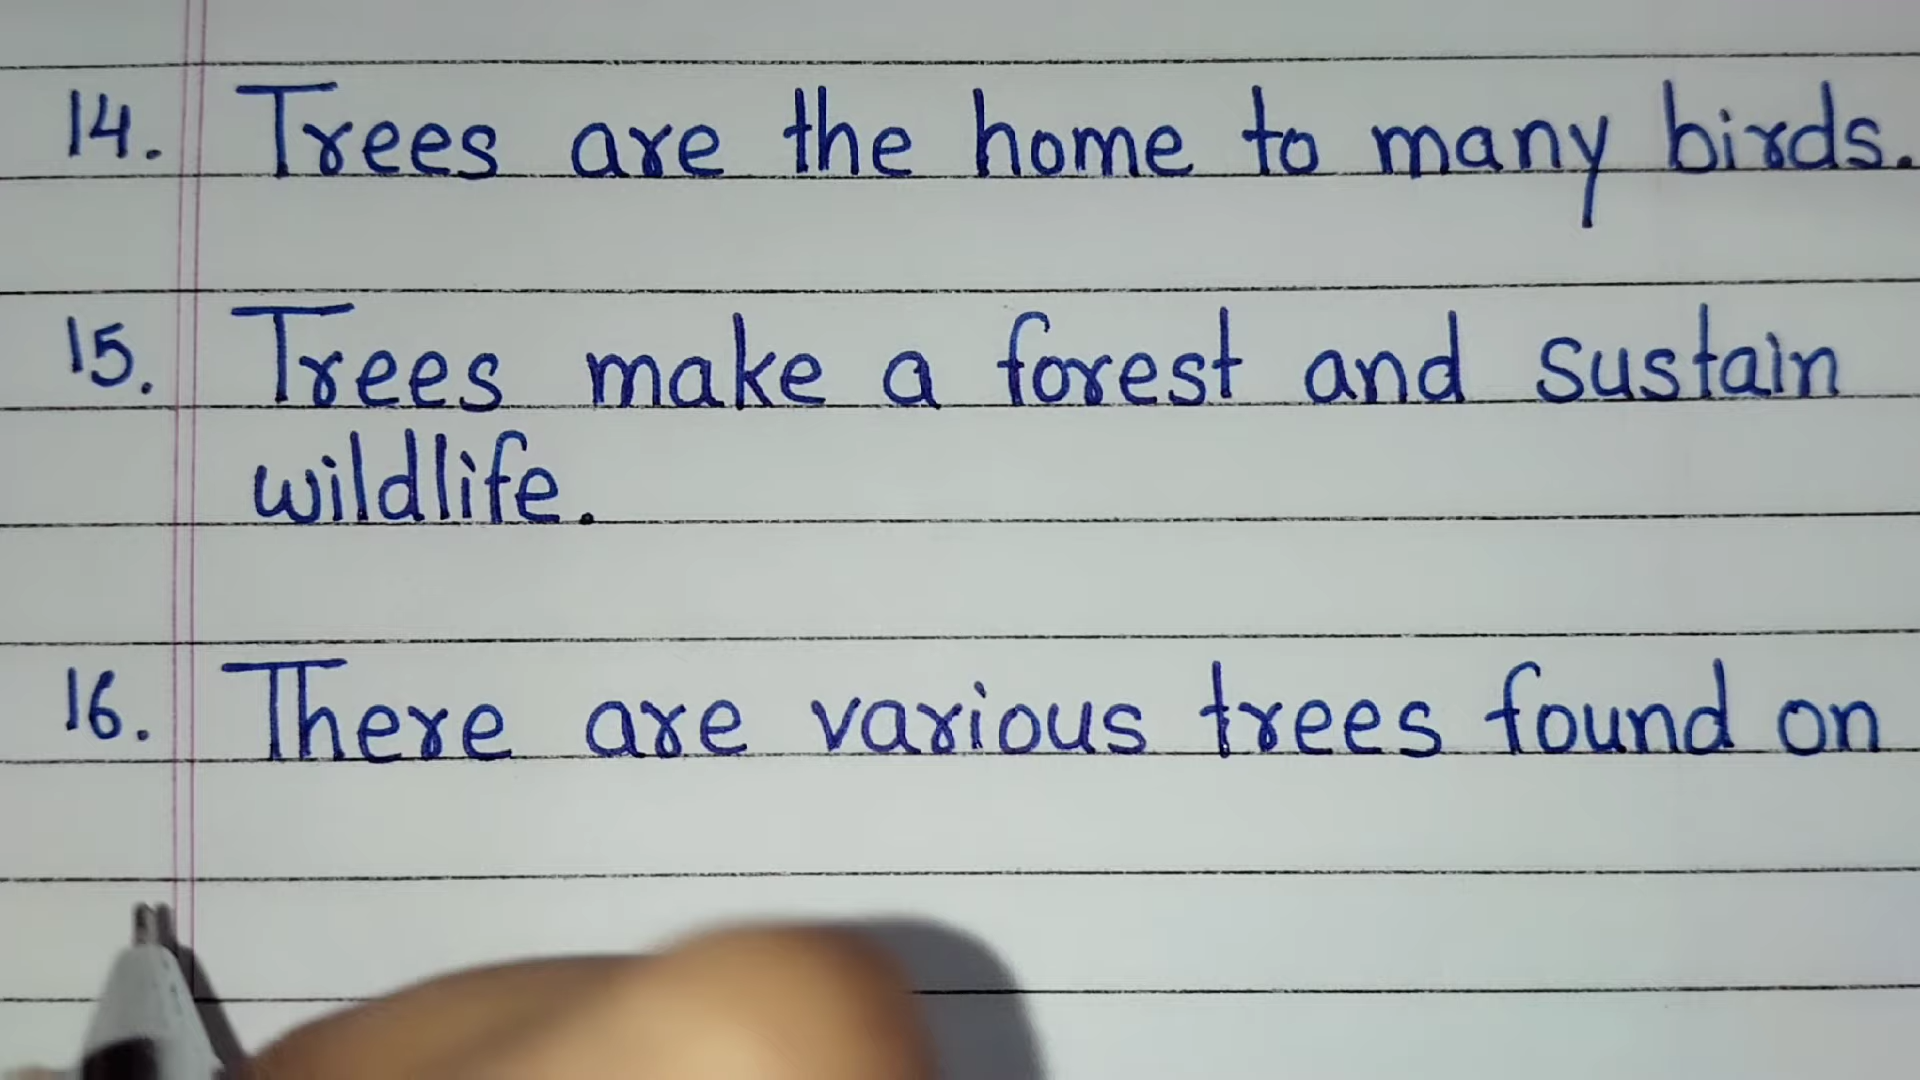 14. Trees are the home to many birds.
15. Trees make a forest and sustain
wildlife.
16. There are various trees found on